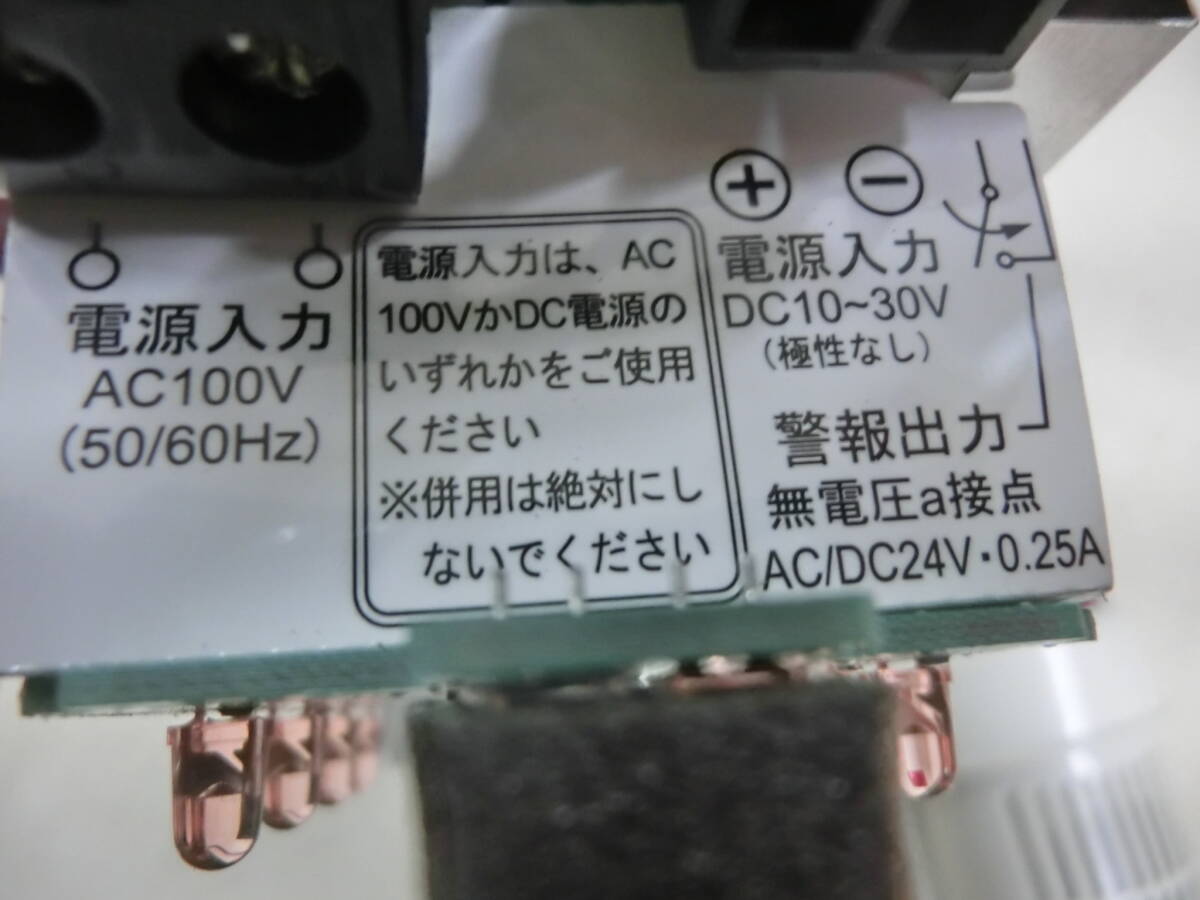 電源入力
AC100V
(50/60Hz)
電源入力は、AC
100VかDC電源の
いずれかをご使用
ください
※併用は絶対にし
ないでください
+ −
電源入力
DC10~30V
(極性なし)
警報出力
無電圧a接点
AC/DC24V・0.25A